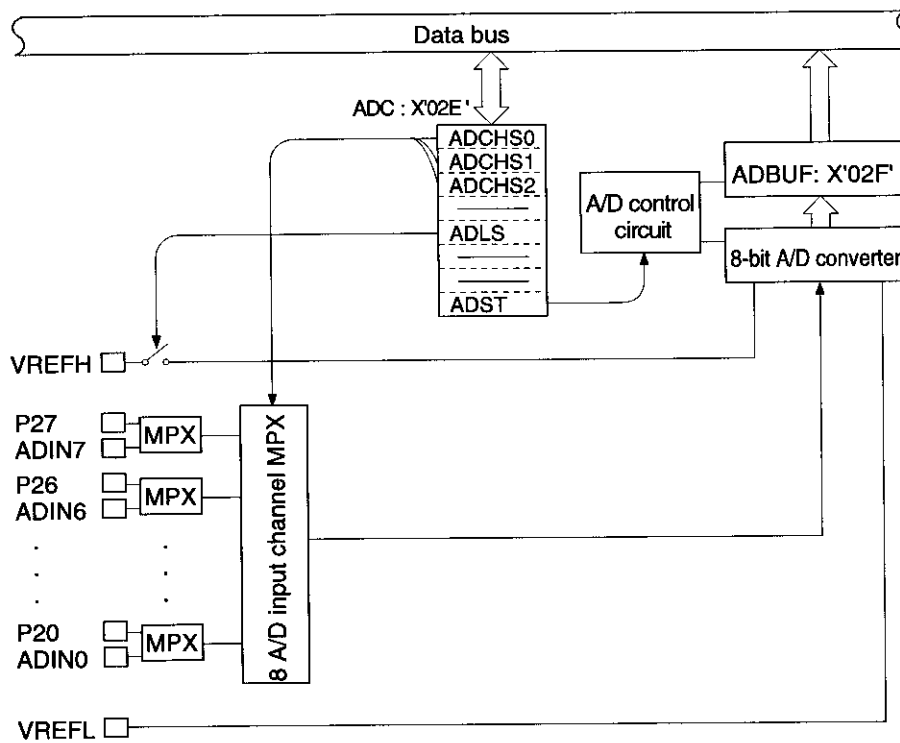 Data bus
ADC : X'02E'
ADCHS0
ADCHS1
ADCHS2
ADLS
ADST
A/D control
circuit
ADBUF: X'02F'
8-bit A/D converter
VREFH
P27
ADIN7
MPX
P26
ADIN6
MPX
P20
ADIN0
MPX
8 A/D input channel MPX
VREFL